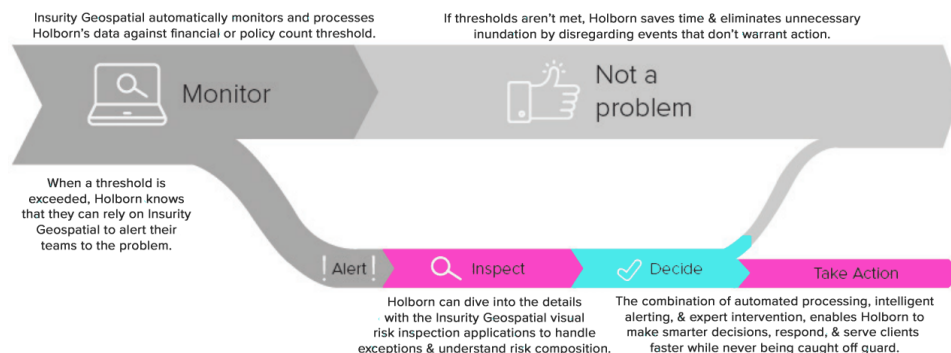 Insurity Geospatial automatically monitors and processes
Holborn's data against financial or policy count threshold.
If thresholds aren't met, Holborn saves time & eliminates unnecessary
inundation by disregarding events that don't warrant action.
Monitor
Not a
problem
When a threshold is
exceeded, Holborn knows
that they can rely on Insurity
Geospatial to alert their
teams to the problem.
! Alert !
Inspect
Decide
Take Action
Holborn can dive into the details
with the Insurity Geospatial visual
risk inspection applications to handle
exceptions & understand risk composition.
The combination of automated processing, intelligent
alerting, & expert intervention, enables Holborn to
make smarter decisions, respond, & serve clients
faster while never being caught off guard.